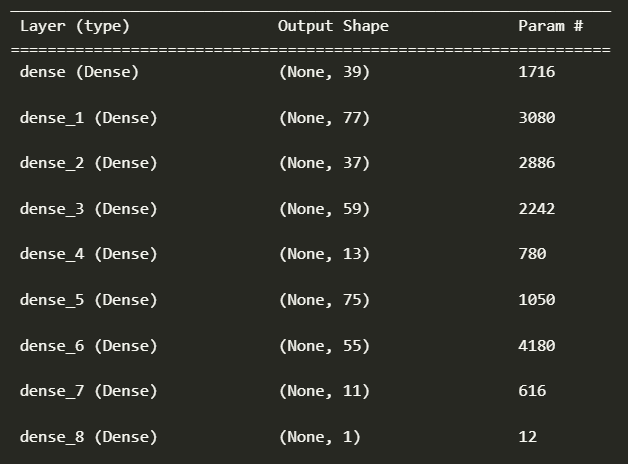 Layer (type) Output Shape Param #
=================================================================
dense (Dense) (None, 39) 1716
dense_1 (Dense) (None, 77) 3080
dense_2 (Dense) (None, 37) 2886
dense_3 (Dense) (None, 59) 2242
dense_4 (Dense) (None, 13) 780
dense_5 (Dense) (None, 75) 1050
dense_6 (Dense) (None, 55) 4180
dense_7 (Dense) (None, 11) 616
dense_8 (Dense) (None, 1) 12